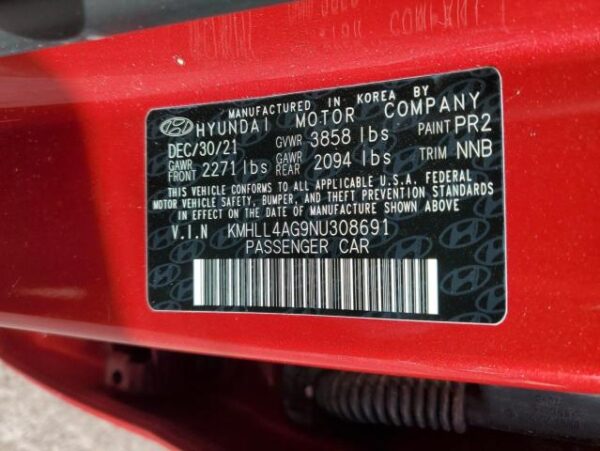 MANUFACTURED IN KOREA BY
HYUNDAI MOTOR COMPANY
DEC/30/21 GVWR 3858 lbs PAINT PR2
GAWR FRONT 2271 lbs GAWR REAR 2094 lbs TRIM NNB
THIS VEHICLE CONFORMS TO ALL APPLICABLE U.S.A. FEDERAL
MOTOR VEHICLE SAFETY, BUMPER, AND THEFT PREVENTION STANDARDS
IN EFFECT ON THE DATE OF MANUFACTURE SHOWN ABOVE
V.I.N KMHLL4AG9NU308691
PASSENGER CAR